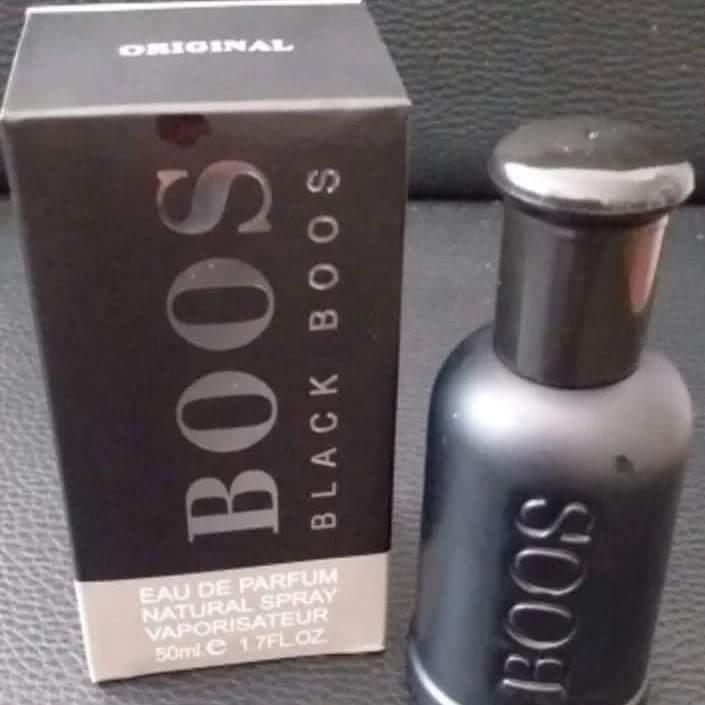 ORIGINAL
BOOS
BLACK BOOS
EAU DE PARFUM
NATURAL SPRAY
VAPORISATEUR
50ml.e 1.7FL.OZ.
BOOS